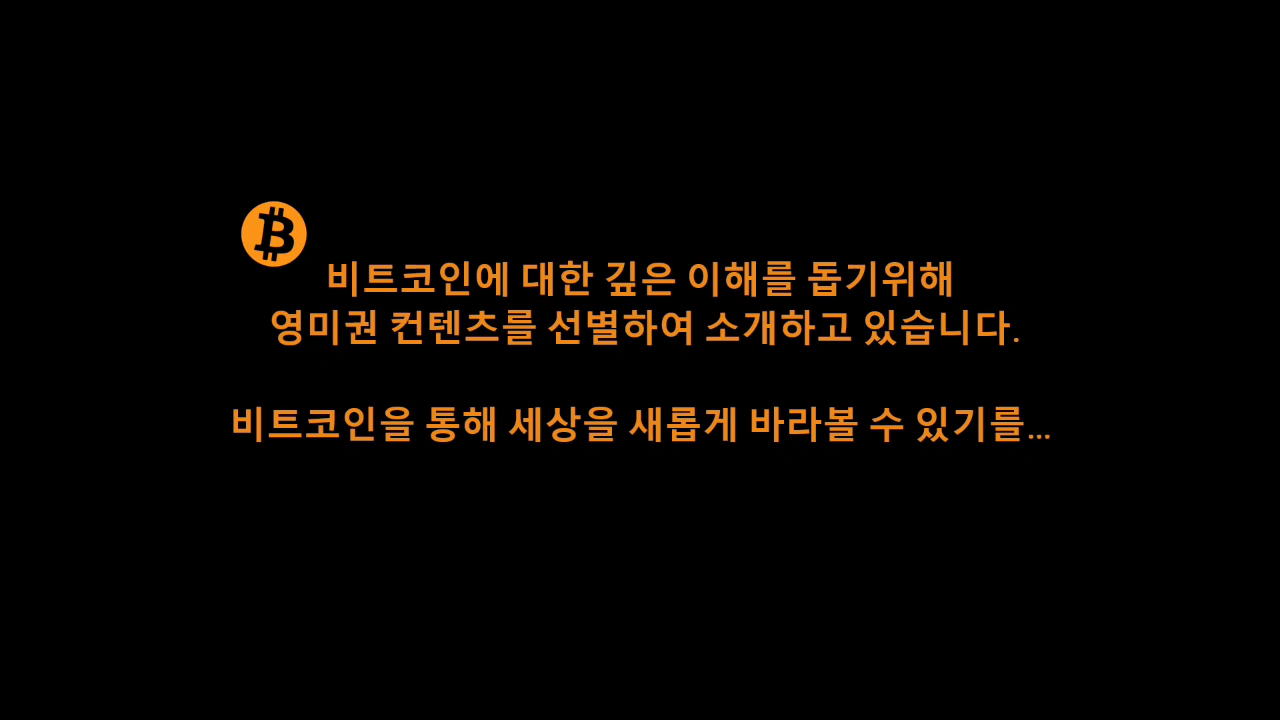 비트코인에 대한 깊은 이해를 돕기위해
영미권 컨텐츠를 선별하여 소개하고 있습니다.
비트코인을 통해 세상을 새롭게 바라볼 수 있기를...